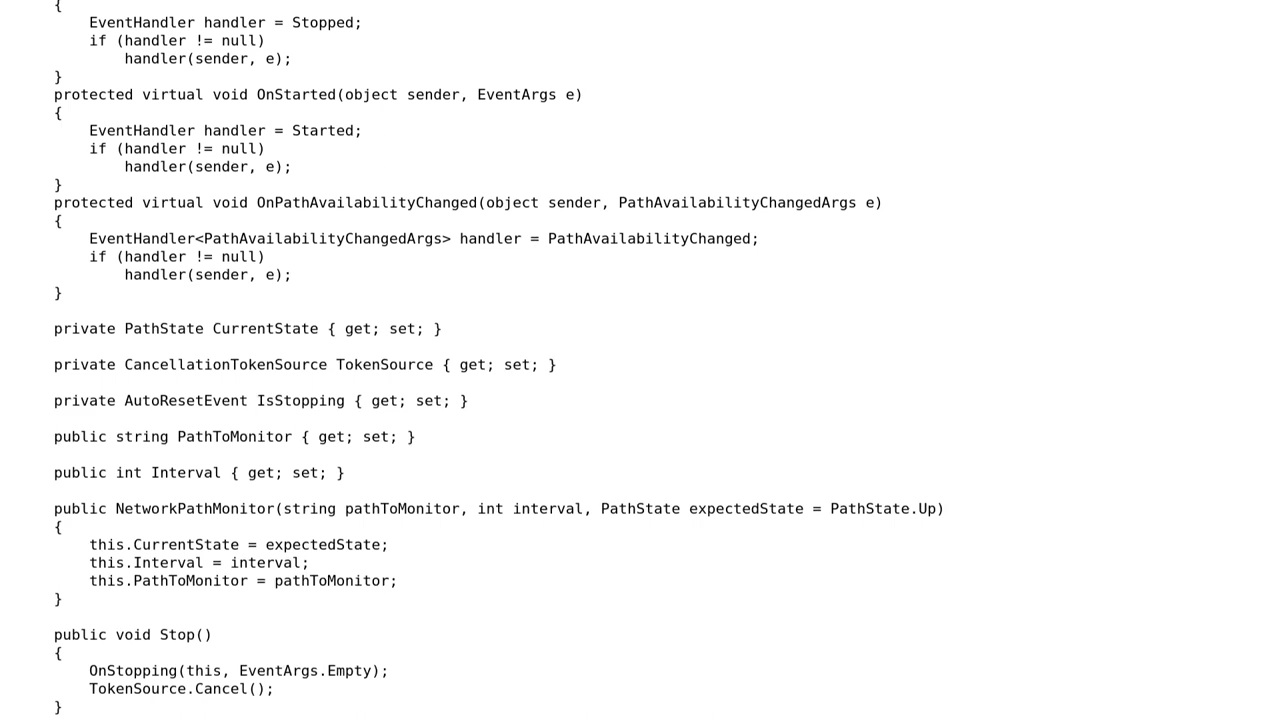 {
    EventHandler handler = Stopped;
    if (handler != null)
        handler(sender, e);
}
protected virtual void OnStarted(object sender, EventArgs e)
{
    EventHandler handler = Started;
    if (handler != null)
        handler(sender, e);
}
protected virtual void OnPathAvailabilityChanged(object sender, PathAvailabilityChangedArgs e)
{
    EventHandler<PathAvailabilityChangedArgs> handler = PathAvailabilityChanged;
    if (handler != null)
        handler(sender, e);
}

private PathState CurrentState { get; set; }

private CancellationTokenSource TokenSource { get; set; }

private AutoResetEvent IsStopping { get; set; }

public string PathToMonitor { get; set; }

public int Interval { get; set; }

public NetworkPathMonitor(string pathToMonitor, int interval, PathState expectedState = PathState.Up)
{
    this.CurrentState = expectedState;
    this.Interval = interval;
    this.PathToMonitor = pathToMonitor;
}

public void Stop()
{
    OnStopping(this, EventArgs.Empty);
    TokenSource.Cancel();
}